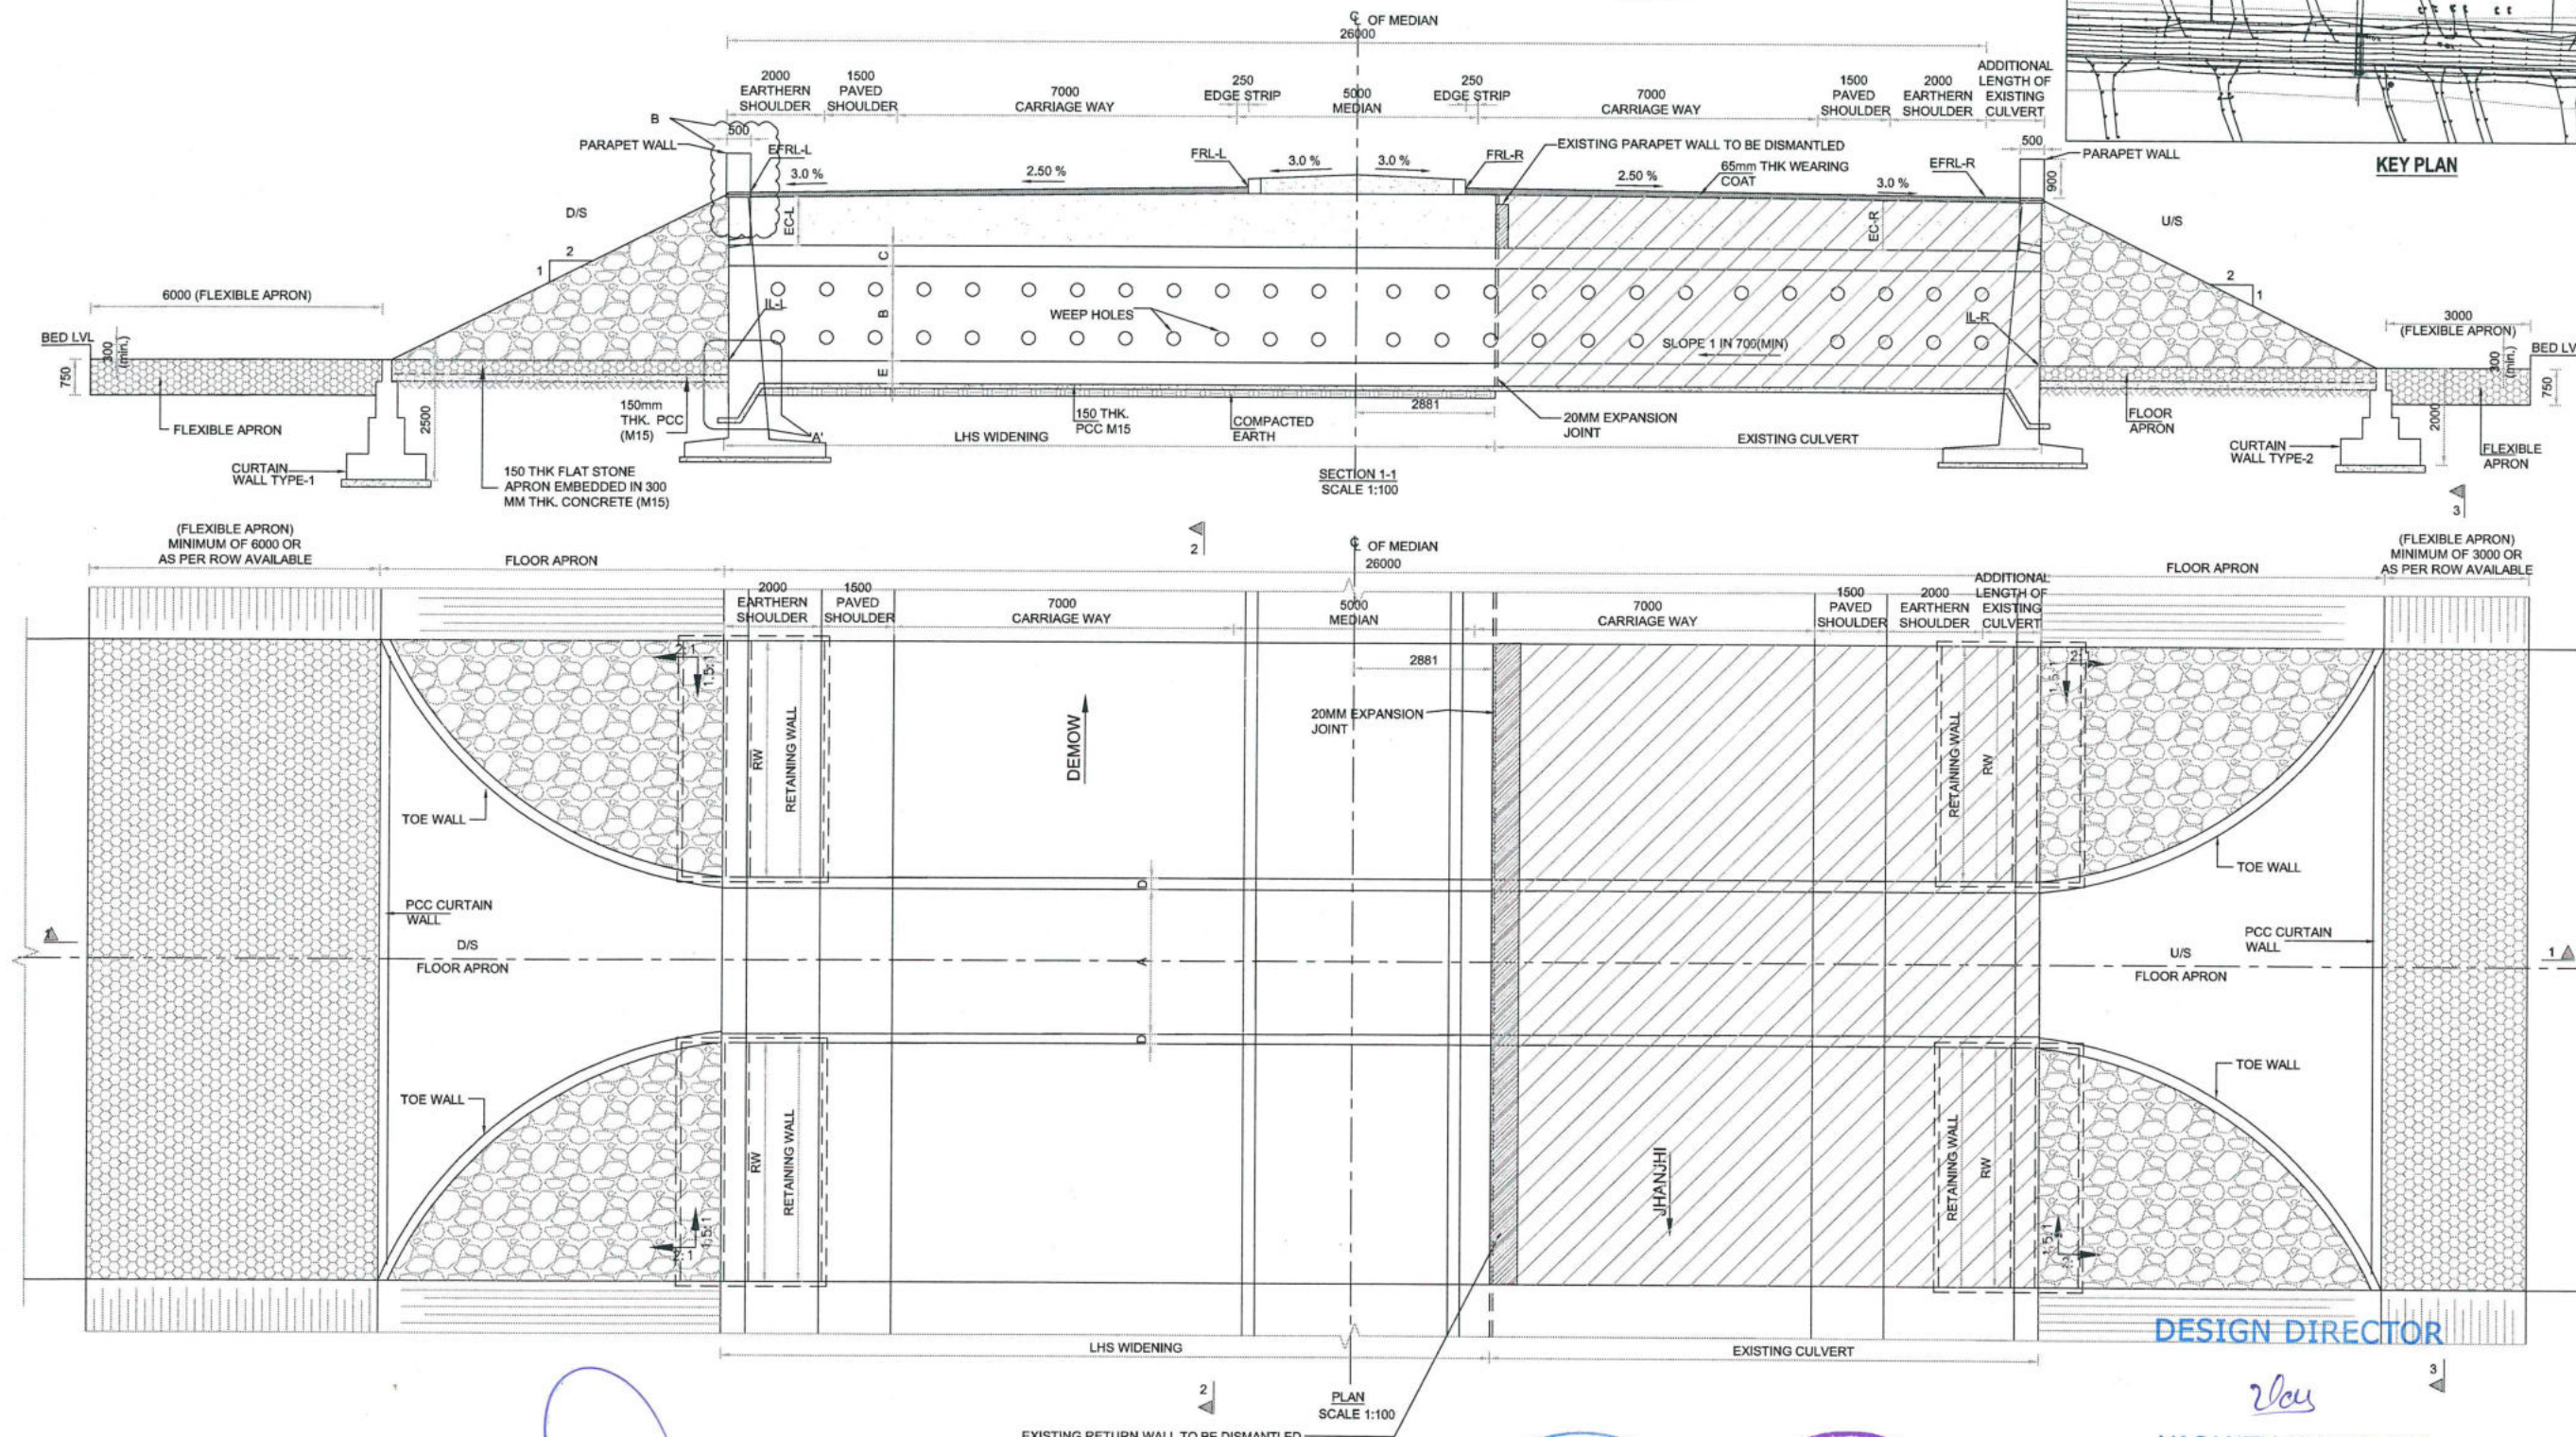 ℄ OF MEDIAN
26000
2000
EARTHERN
SHOULDER
1500
PAVED
SHOULDER
7000
CARRIAGE WAY
250
EDGE STRIP
5000
MEDIAN
250
EDGE STRIP
7000
CARRIAGE WAY
1500
PAVED
SHOULDER
2000
EARTHERN
SHOULDER
ADDITIONAL
LENGTH OF
EXISTING
CULVERT
KEY PLAN
B
500
PARAPET WALL
EFRL-L
3.0 %
2.50 %
FRL-L
3.0 %
3.0 %
FRL-R
EXISTING PARAPET WALL TO BE DISMANTLED
2.50 %
65mm THK WEARING
COAT
3.0 %
EFRL-R
500
PARAPET WALL
900
D/S
U/S
EC-L
EC-R
2
1
2
1
C
B
E
6000 (FLEXIBLE APRON)
3000
(FLEXIBLE APRON)
BED LVL
BED LV
300
(min.)
750
300
(min.)
750
IL-L
IL-R
WEEP HOLES
SLOPE 1 IN 700(MIN)
FLEXIBLE APRON
2500
150mm
THK. PCC
(M15)
'A'
150 THK.
PCC M15
COMPACTED
EARTH
2881
20MM EXPANSION
JOINT
FLOOR
APRON
2000
FLEXIBLE
APRON
CURTAIN
WALL TYPE-1
150 THK FLAT STONE
APRON EMBEDDED IN 300
MM THK. CONCRETE (M15)
LHS WIDENING
EXISTING CULVERT
CURTAIN
WALL TYPE-2
SECTION 1-1
SCALE 1:100
2
3
(FLEXIBLE APRON)
MINIMUM OF 6000 OR
AS PER ROW AVAILABLE
FLOOR APRON
℄ OF MEDIAN
26000
FLOOR APRON
(FLEXIBLE APRON)
MINIMUM OF 3000 OR
AS PER ROW AVAILABLE
2000
EARTHERN
SHOULDER
1500
PAVED
SHOULDER
7000
CARRIAGE WAY
5000
MEDIAN
7000
CARRIAGE WAY
1500
PAVED
SHOULDER
2000
EARTHERN
SHOULDER
ADDITIONAL
LENGTH OF
EXISTING
CULVERT
2:1
1.5:1
2881
RW
RETAINING WALL
DEMOW
20MM EXPANSION
JOINT
RETAINING WALL
RW
TOE WALL
TOE WALL
D
A
D
PCC CURTAIN
WALL
D/S
FLOOR APRON
PCC CURTAIN
WALL
U/S
FLOOR APRON
1
TOE WALL
TOE WALL
RW
RETAINING WALL
JHANJHI
RETAINING WALL
RW
2:1
1.5:1
LHS WIDENING
EXISTING CULVERT
DESIGN DIRECTOR
2
3
PLAN
SCALE 1:100
EXISTING RETURN WALL TO BE DISMANTLED